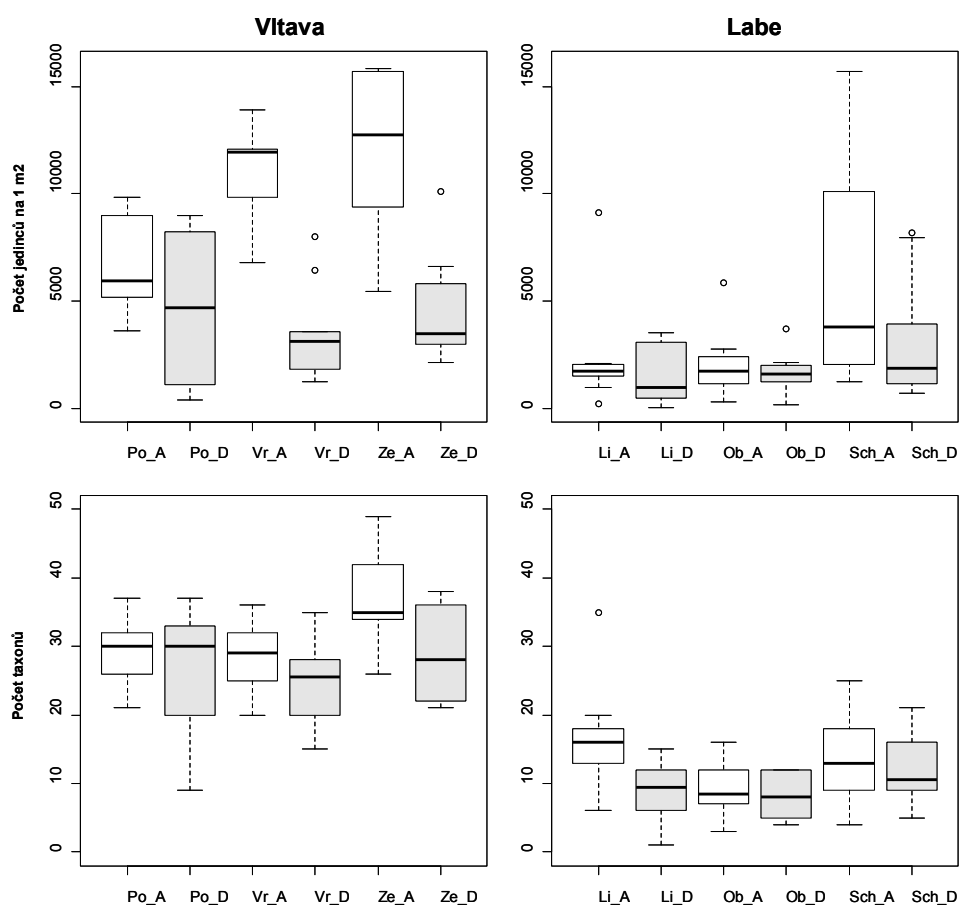 Vltava
Labe
Počet jedinců na 1 m2
15000
10000
5000
0
Po_A Po_D Vr_A Vr_D Ze_A Ze_D
15000
10000
5000
0
Li_A Li_D Ob_A Ob_D Sch_A Sch_D
Počet taxonů
50
40
30
20
10
0
Po_A Po_D Vr_A Vr_D Ze_A Ze_D
50
40
30
20
10
0
Li_A Li_D Ob_A Ob_D Sch_A Sch_D